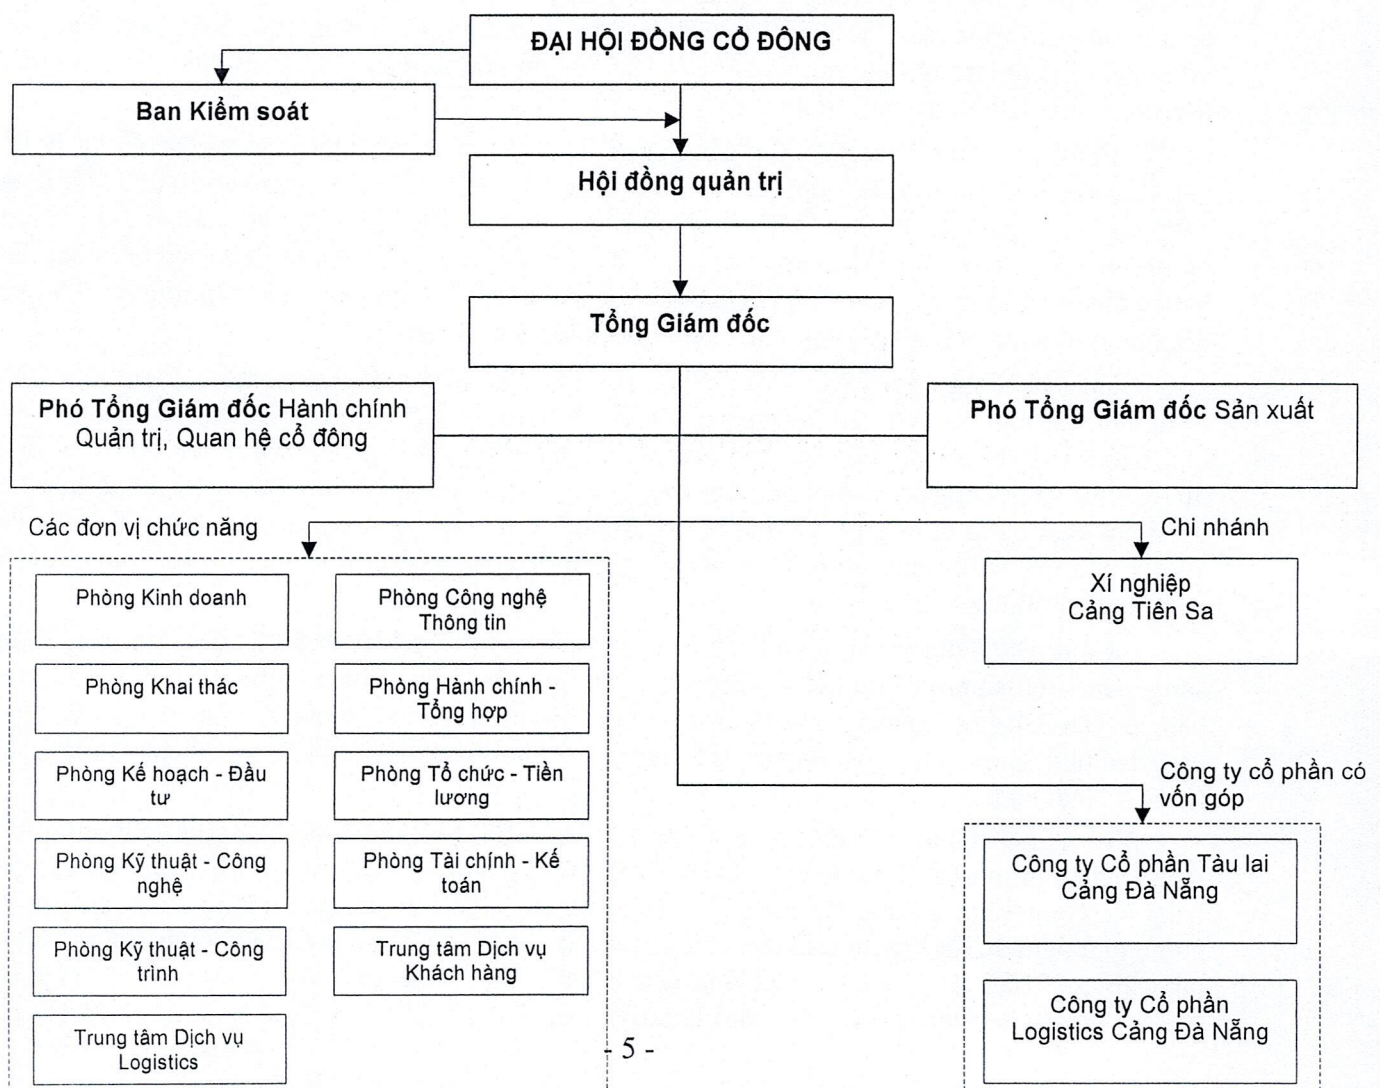 ĐẠI HỘI ĐỒNG CỔ ĐÔNG
Ban Kiểm soát
Hội đồng quản trị
Tổng Giám đốc
Phó Tổng Giám đốc Hành chính
Quản trị, Quan hệ cổ đông
Phó Tổng Giám đốc Sản xuất
Các đơn vị chức năng
Chi nhánh
Phòng Kinh doanh
Phòng Công nghệ
Thông tin
Phòng Khai thác
Phòng Hành chính -
Tổng hợp
Phòng Kế hoạch - Đầu
tư
Phòng Tổ chức - Tiền
lương
Phòng Kỹ thuật - Công
nghệ
Phòng Tài chính - Kế
toán
Phòng Kỹ thuật - Công
trình
Trung tâm Dịch vụ
Khách hàng
Trung tâm Dịch vụ
Logistics
Xí nghiệp
Cảng Tiên Sa
Công ty cổ phần có
vốn góp
Công ty Cổ phần Tàu lai
Cảng Đà Nẵng
Công ty Cổ phần
Logistics Cảng Đà Nẵng
- 5 -